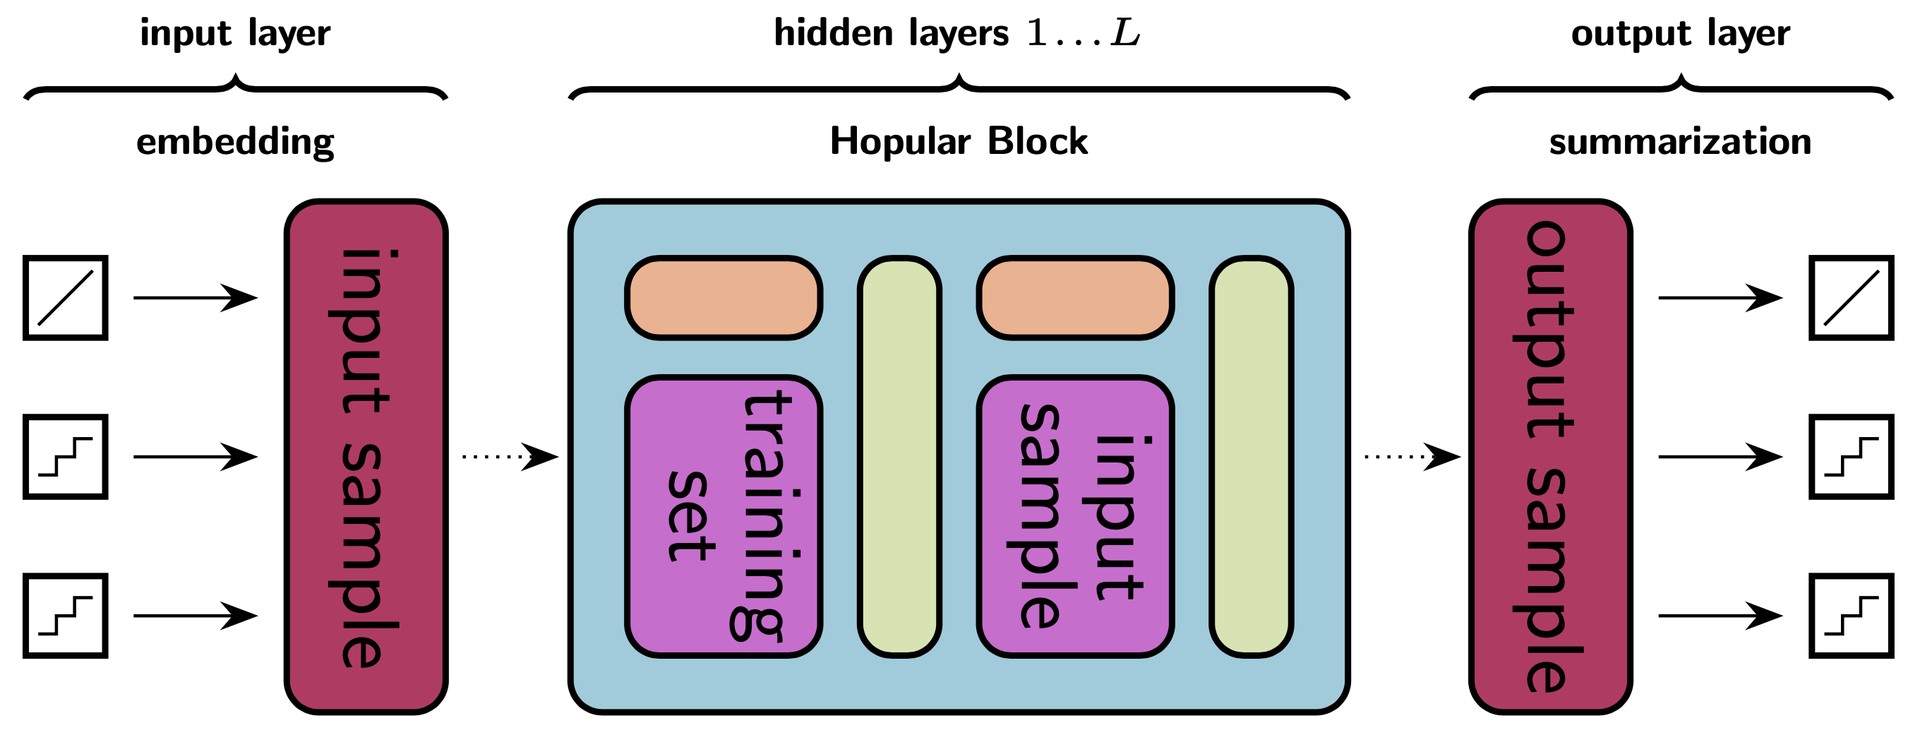 input layer
hidden layers 1...L
output layer
embedding
Hopular Block
summarization
input sample
training
set
input
sample
output sample